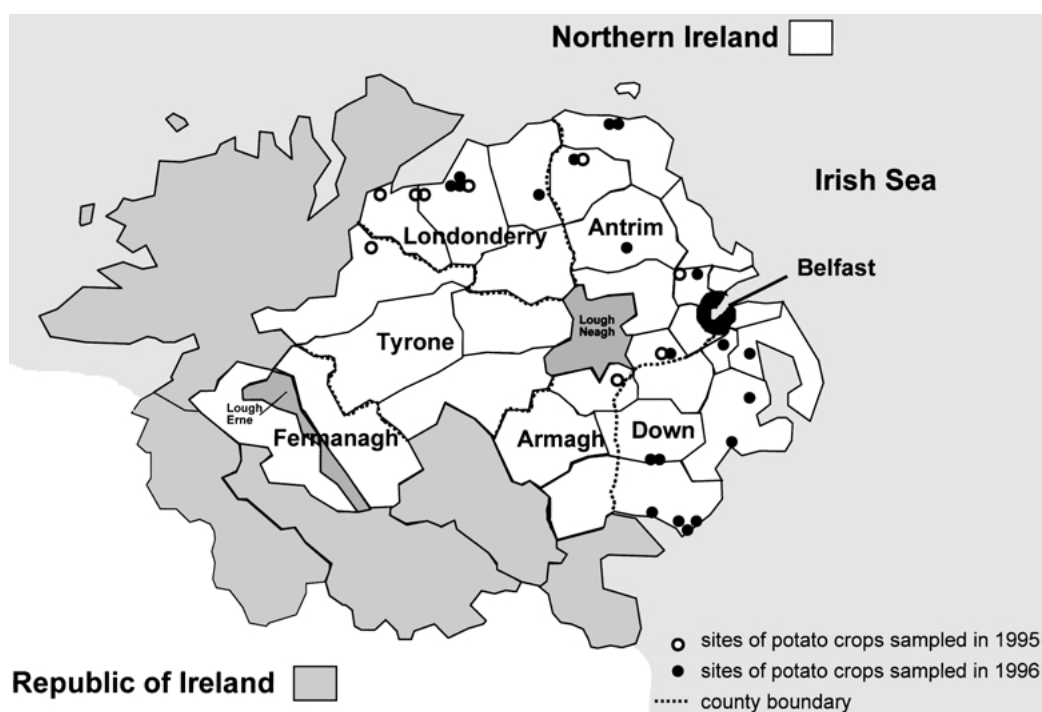 Northern Ireland
Irish Sea
Antrim
Londonderry
Belfast
Lough
Neagh
Tyrone
Lough
Erne
Fermanagh
Armagh
Down
sites of potato crops sampled in 1995
sites of potato crops sampled in 1996
county boundary
Republic of Ireland